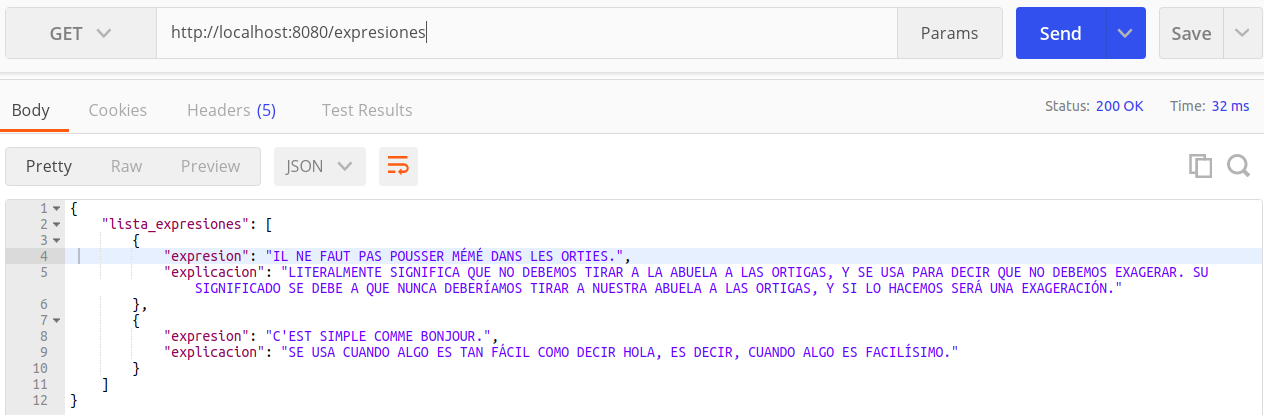 GET http://localhost:8080/expresiones Params Send Save
Body Cookies Headers (5) Test Results Status: 200 OK Time: 32 ms
Pretty Raw Preview JSON
1 {
2 "lista_expresiones": [
3 {
4 "expresion": "IL NE FAUT PAS POUSSER MÉMÉ DANS LES ORTIES.",
5 "explicacion": "LITERALMENTE SIGNIFICA QUE NO DEBEMOS TIRAR A LA ABUELA A LAS ORTIGAS, Y SE USA PARA DECIR QUE NO DEBEMOS EXAGERAR. SU
SIGNIFICADO SE DEBE A QUE NUNCA DEBERÍAMOS TIRAR A NUESTRA ABUELA A LAS ORTIGAS, Y SI LO HACEMOS SERÁ UNA EXAGERACIÓN."
6 },
7 {
8 "expresion": "C'EST SIMPLE COMME BONJOUR.",
9 "explicacion": "SE USA CUANDO ALGO ES TAN FÁCIL COMO DECIR HOLA, ES DECIR, CUANDO ALGO ES FACILÍSIMO."
10 }
11 ]
12 }